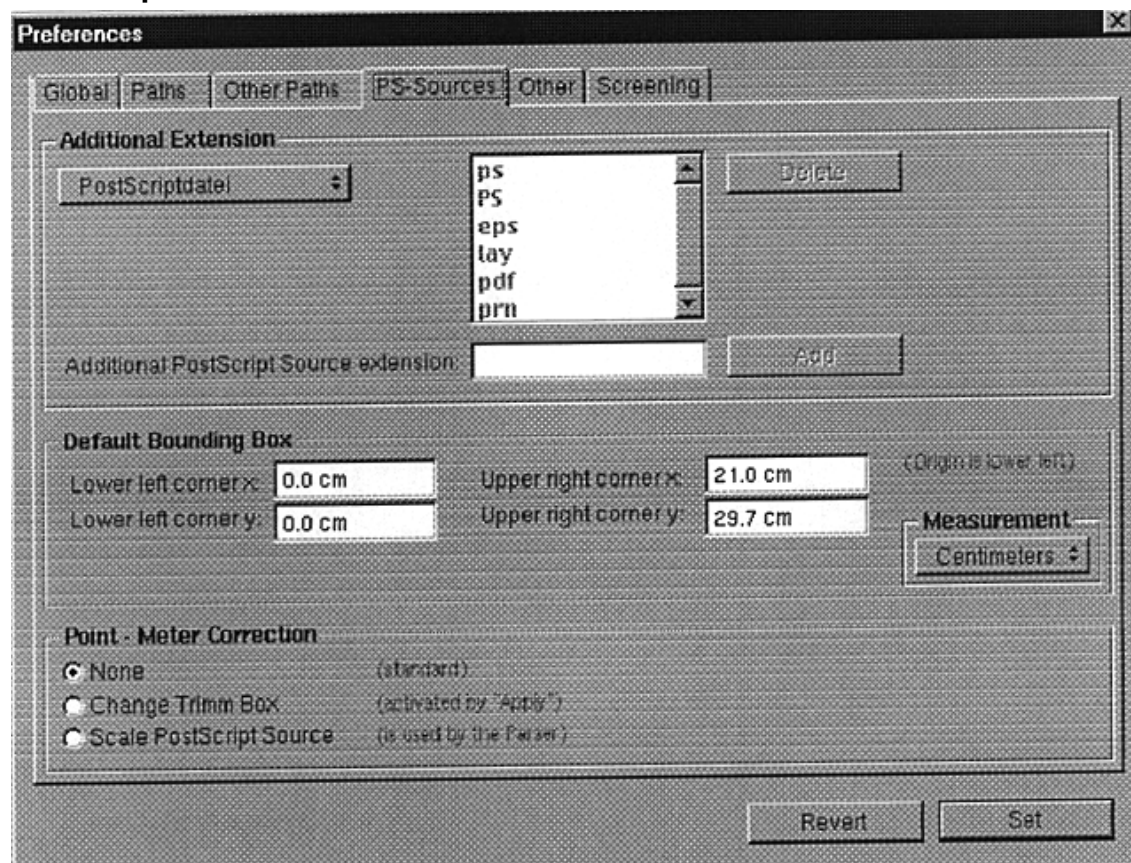 Preferences
Global Paths Other Paths PS-Sources Other Screening
Additional Extension
PostScriptdatei
ps
PS
eps
lay
pdf
prn
Delete
Additional PostScript Source extension:
Add
Default Bounding Box
Lower left corner x: 0.0 cm Upper right corner x: 21.0 cm (Origin is lower left)
Lower left corner y: 0.0 cm Upper right corner y: 29.7 cm
Measurement
Centimeters
Point - Meter Correction
None (standard)
Change Trimm Box (activated by "Apply")
Scale PostScript Source (is used by the Parser)
Revert Set